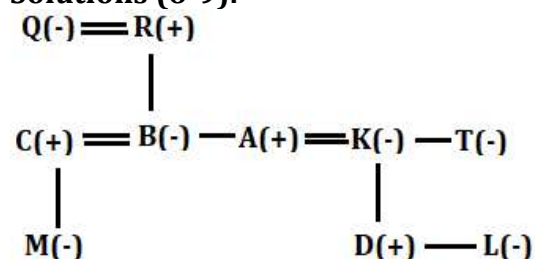 Solutions (8-9):
Q(-) R(+)
C(+) B(-) A(+) K(-) T(-)
M(-) D(+) L(-)